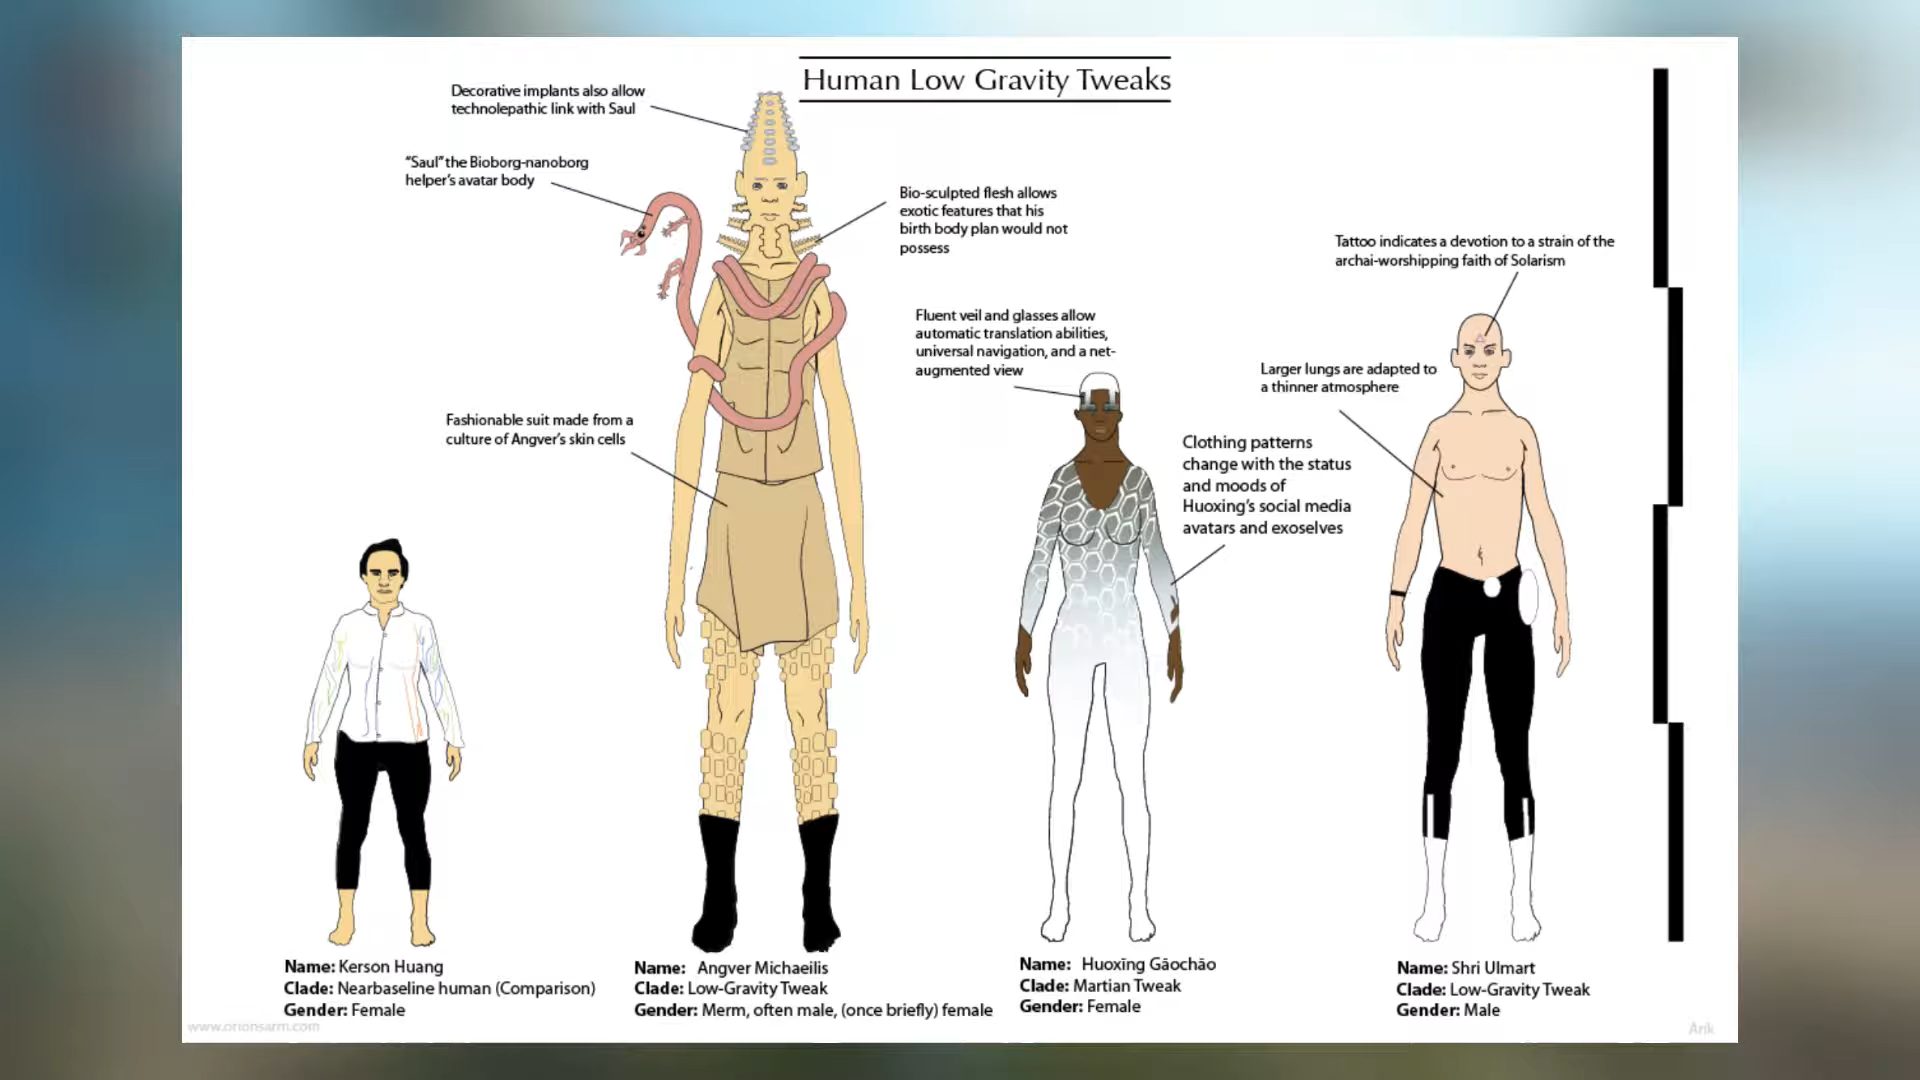 Human Low Gravity Tweaks
Decorative implants also allow
technolepathic link with Saul
"Saul" the Bioborg-nanoborg
helper's avatar body
Bio-sculpted flesh allows
exotic features that his
birth body plan would not
possess
Tattoo indicates a devotion to a strain of the
archai-worshipping faith of Solarism
Fluent veil and glasses allow
automatic translation abilities,
universal navigation, and a net-
augmented view
Larger lungs are adapted to
a thinner atmosphere
Fashionable suit made from a
culture of Angver's skin cells
Clothing patterns
change with the status
and moods of
Huoxing's social media
avatars and exoselves
Name: Kerson Huang
Clade: Nearbaseline human (Comparison)
Gender: Female
Name: Angver Michaeilis
Clade: Low-Gravity Tweak
Gender: Merm, often male, (once briefly) female
Name: Huoxīng Gāochāo
Clade: Martian Tweak
Gender: Female
Name: Shri Ulmart
Clade: Low-Gravity Tweak
Gender: Male
www.orionsarm.com
Arik